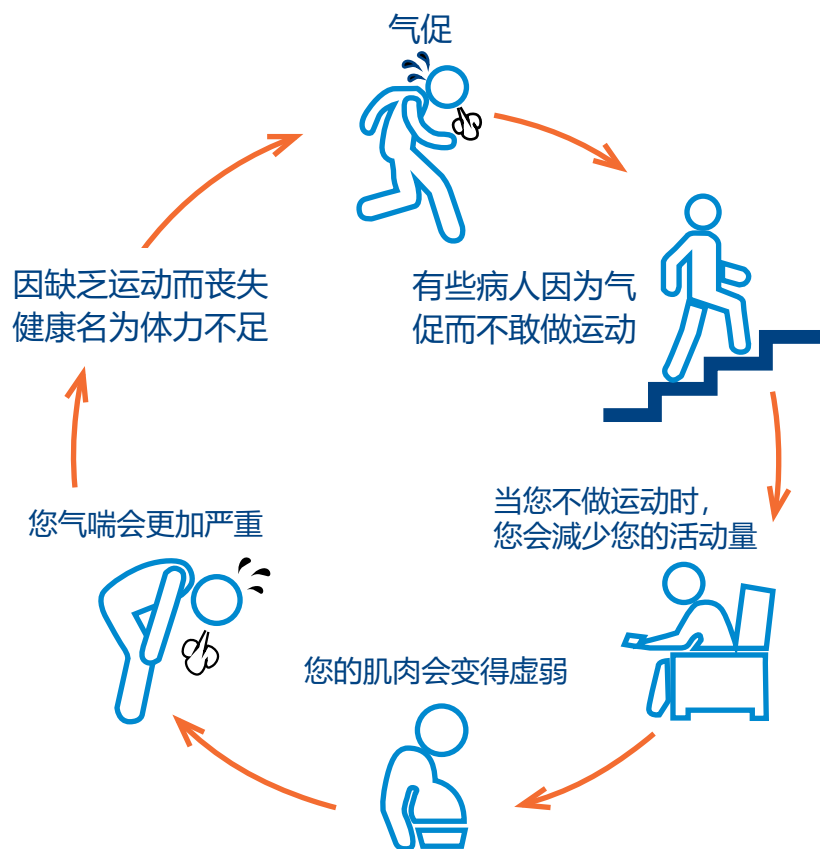 气促
有些病人因为气
促而不敢做运动
当您不做运动时，
您会减少您的活动量
您的肌肉会变得虚弱
您气喘会更加严重
因缺乏运动而丧失
健康名为体力不足